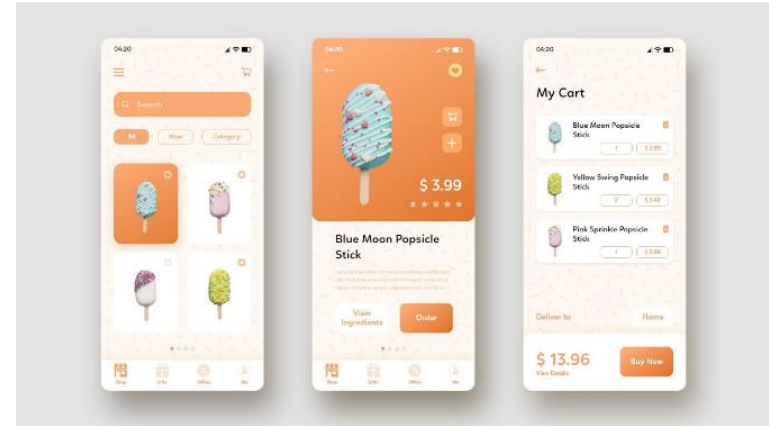 04:20
Search
All
New
Category
Shop
Gifts
Offers
Me
04:20
$ 3.99
Blue Moon Popsicle
Stick
View
Ingredients
Order
Shop
Gifts
Offers
Me
04:20
My Cart
Blue Moon Popsicle
Stick
1
$ 3.99
Yellow Swing Popsicle
Stick
2
Pink Sprinkle Popsicle
Stick
1
Deliver to
Home
$ 13.96
View Details
Buy Now